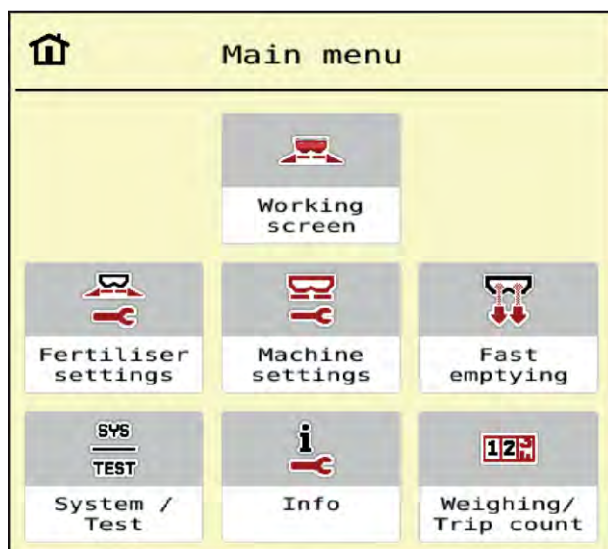 Main menu
Working
screen
Fertiliser
settings
Machine
settings
Fast
emptying
SYS
TEST
System /
Test
i
Info
12
Weighing/
Trip count